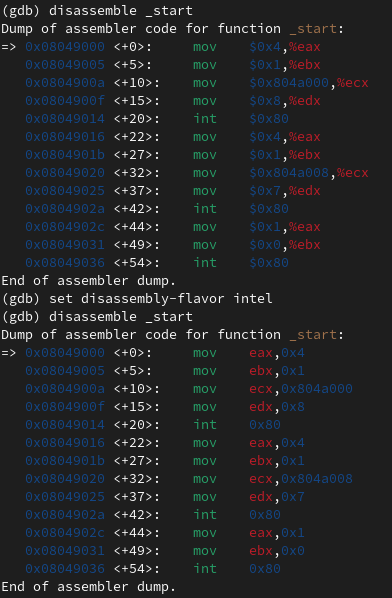 (gdb) disassemble _start
Dump of assembler code for function _start:
=> 0x08049000 <+0>:     mov    $0x4,%eax
   0x08049005 <+5>:     mov    $0x1,%ebx
   0x0804900a <+10>:    mov    $0x804a000,%ecx
   0x0804900f <+15>:    mov    $0x8,%edx
   0x08049014 <+20>:    int    $0x80
   0x08049016 <+22>:    mov    $0x4,%eax
   0x0804901b <+27>:    mov    $0x1,%ebx
   0x08049020 <+32>:    mov    $0x804a008,%ecx
   0x08049025 <+37>:    mov    $0x7,%edx
   0x0804902a <+42>:    int    $0x80
   0x0804902c <+44>:    mov    $0x1,%eax
   0x08049031 <+49>:    mov    $0x0,%ebx
   0x08049036 <+54>:    int    $0x80
End of assembler dump.
(gdb) set disassembly-flavor intel
(gdb) disassemble _start
Dump of assembler code for function _start:
=> 0x08049000 <+0>:     mov    eax,0x4
   0x08049005 <+5>:     mov    ebx,0x1
   0x0804900a <+10>:    mov    ecx,0x804a000
   0x0804900f <+15>:    mov    edx,0x8
   0x08049014 <+20>:    int    0x80
   0x08049016 <+22>:    mov    eax,0x4
   0x0804901b <+27>:    mov    ebx,0x1
   0x08049020 <+32>:    mov    ecx,0x804a008
   0x08049025 <+37>:    mov    edx,0x7
   0x0804902a <+42>:    int    0x80
   0x0804902c <+44>:    mov    eax,0x1
   0x08049031 <+49>:    mov    ebx,0x0
   0x08049036 <+54>:    int    0x80
End of assembler dump.